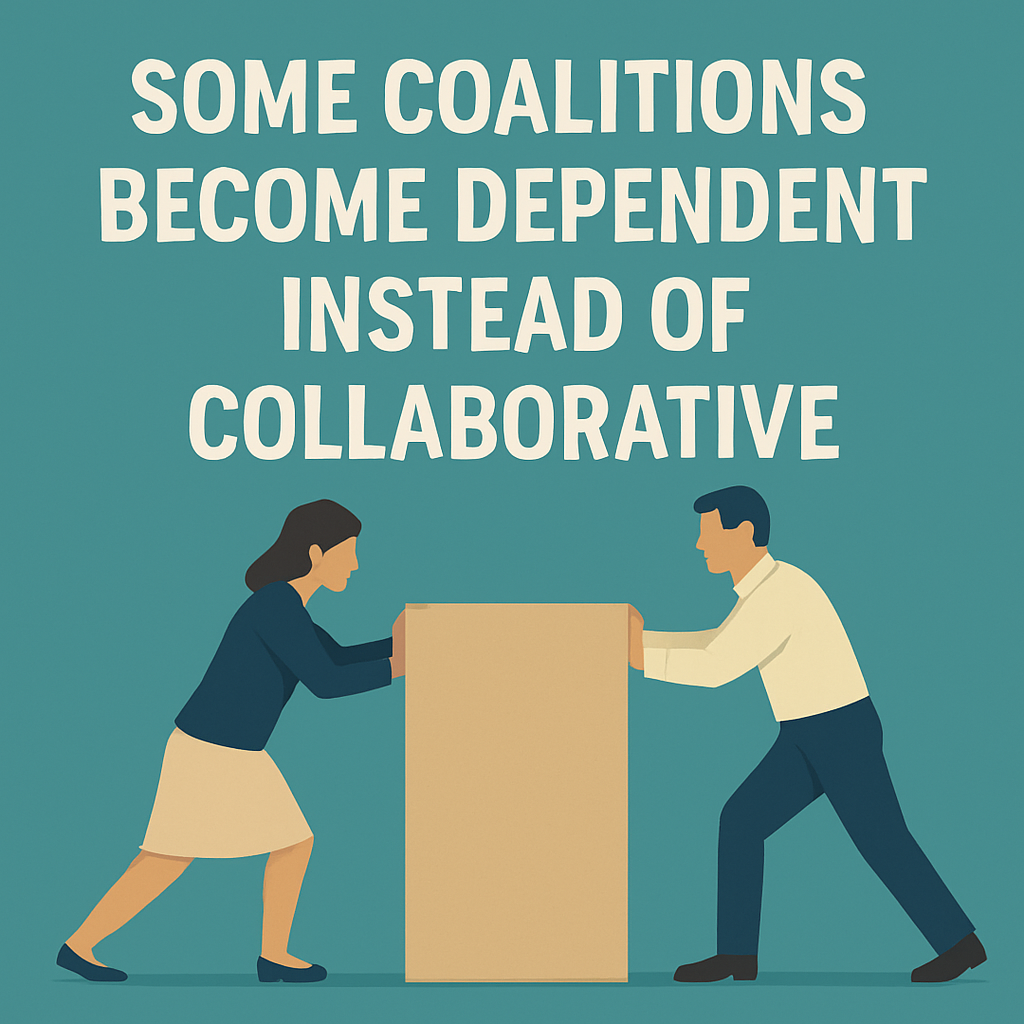 SOME COALITIONS
BECOME DEPENDENT
INSTEAD OF
COLLABORATIVE